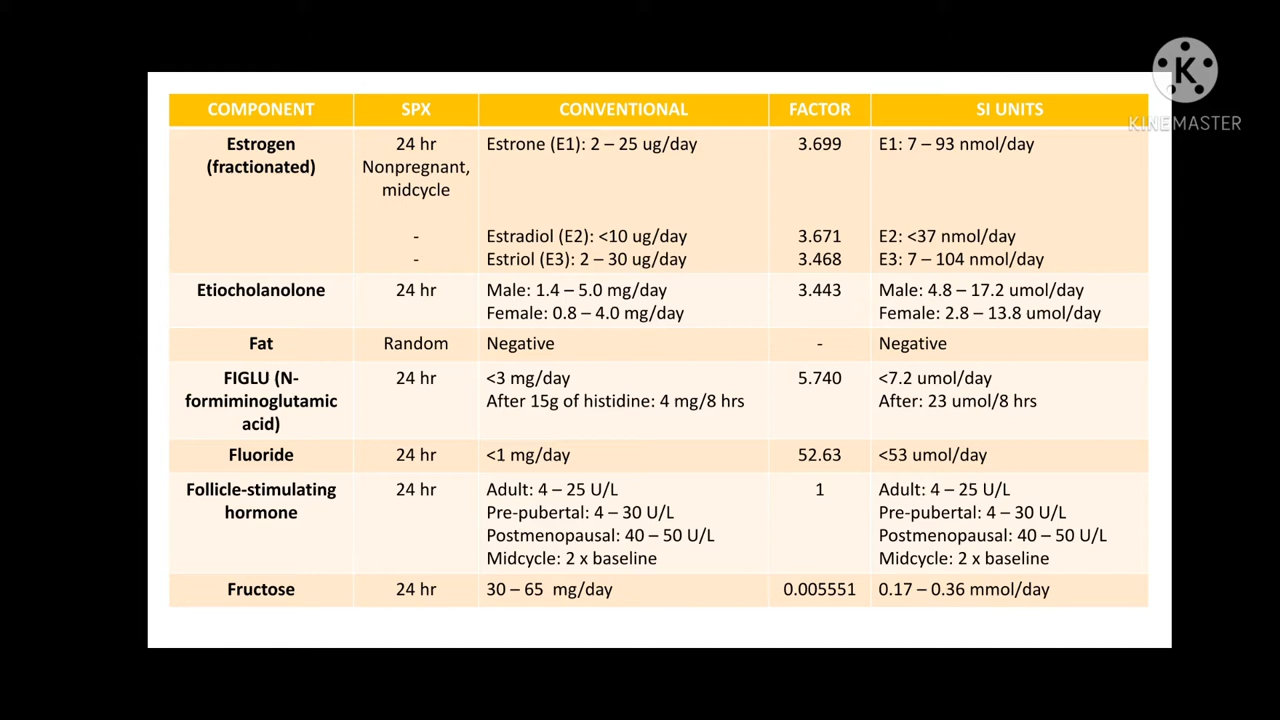 K
KINEMASTER
COMPONENT SPX CONVENTIONAL FACTOR SI UNITS
Estrogen 24 hr Estrone (E1): 2 – 25 ug/day 3.699 E1: 7 – 93 nmol/day
(fractionated) Nonpregnant,
midcycle
- Estradiol (E2): <10 ug/day 3.671 E2: <37 nmol/day
- Estriol (E3): 2 – 30 ug/day 3.468 E3: 7 – 104 nmol/day
Etiocholanolone 24 hr Male: 1.4 – 5.0 mg/day 3.443 Male: 4.8 – 17.2 umol/day
Female: 0.8 – 4.0 mg/day Female: 2.8 – 13.8 umol/day
Fat Random Negative - Negative
FIGLU (N- 24 hr <3 mg/day 5.740 <7.2 umol/day
formiminoglutamic After 15g of histidine: 4 mg/8 hrs After: 23 umol/8 hrs
acid)
Fluoride 24 hr <1 mg/day 52.63 <53 umol/day
Follicle-stimulating 24 hr Adult: 4 – 25 U/L 1 Adult: 4 – 25 U/L
hormone Pre-pubertal: 4 – 30 U/L Pre-pubertal: 4 – 30 U/L
Postmenopausal: 40 – 50 U/L Postmenopausal: 40 – 50 U/L
Midcycle: 2 x baseline Midcycle: 2 x baseline
Fructose 24 hr 30 – 65 mg/day 0.005551 0.17 – 0.36 mmol/day